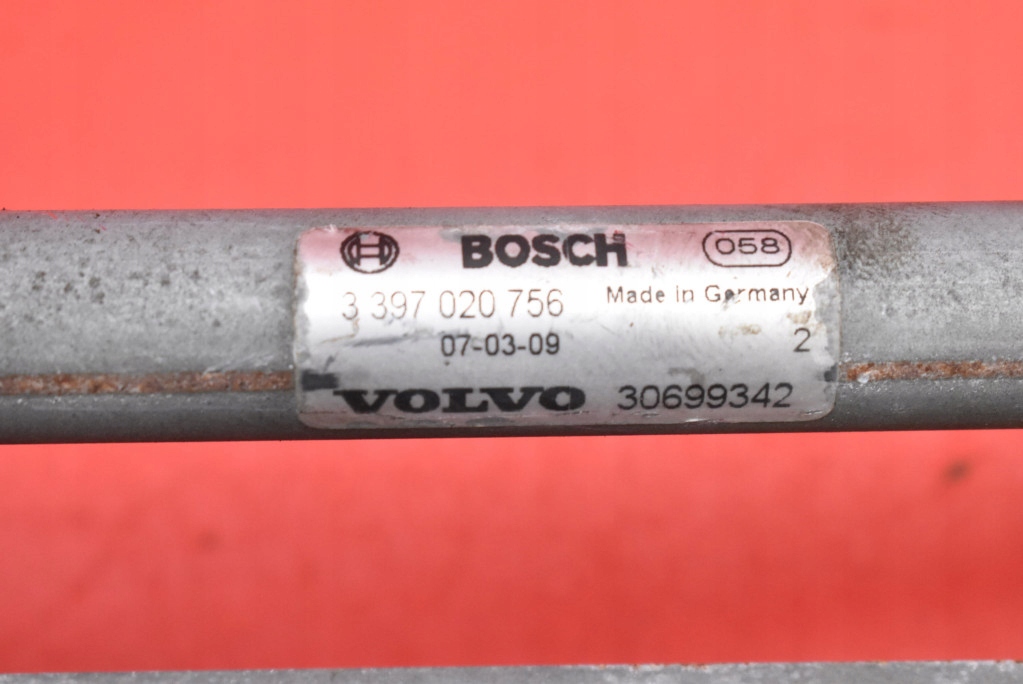 BOSCH 058
3 397 020 756 Made in Germany
07-03-09 2
VOLVO 30699342